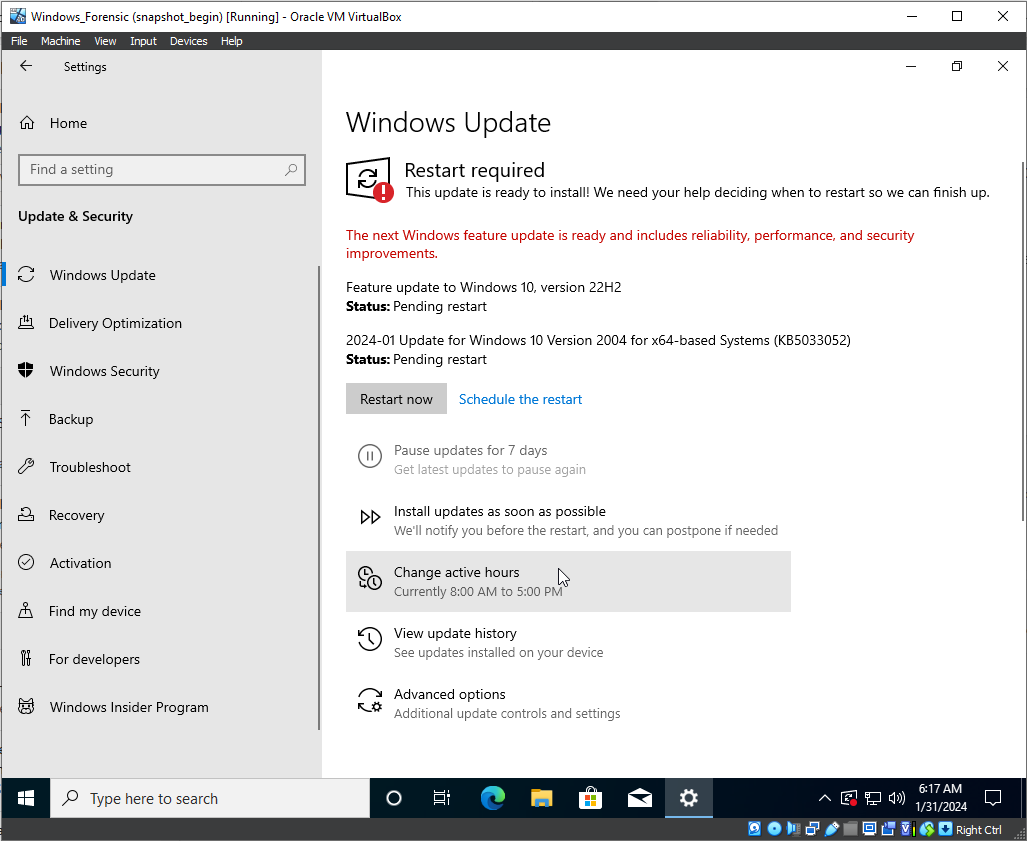 Windows_Forensic (snapshot_begin) [Running] - Oracle VM VirtualBox
File Machine View Input Devices Help
Settings
Home
Find a setting
Update & Security
Windows Update
Delivery Optimization
Windows Security
Backup
Troubleshoot
Recovery
Activation
Find my device
For developers
Windows Insider Program
Windows Update
Restart required
This update is ready to install! We need your help deciding when to restart so we can finish up.
The next Windows feature update is ready and includes reliability, performance, and security
improvements.
Feature update to Windows 10, version 22H2
Status: Pending restart
2024-01 Update for Windows 10 Version 2004 for x64-based Systems (KB5033052)
Status: Pending restart
Restart now Schedule the restart
Pause updates for 7 days
Get latest updates to pause again
Install updates as soon as possible
We'll notify you before the restart, and you can postpone if needed
Change active hours
Currently 8:00 AM to 5:00 PM
View update history
See updates installed on your device
Advanced options
Additional update controls and settings
Type here to search
6:17 AM
1/31/2024
Right Ctrl